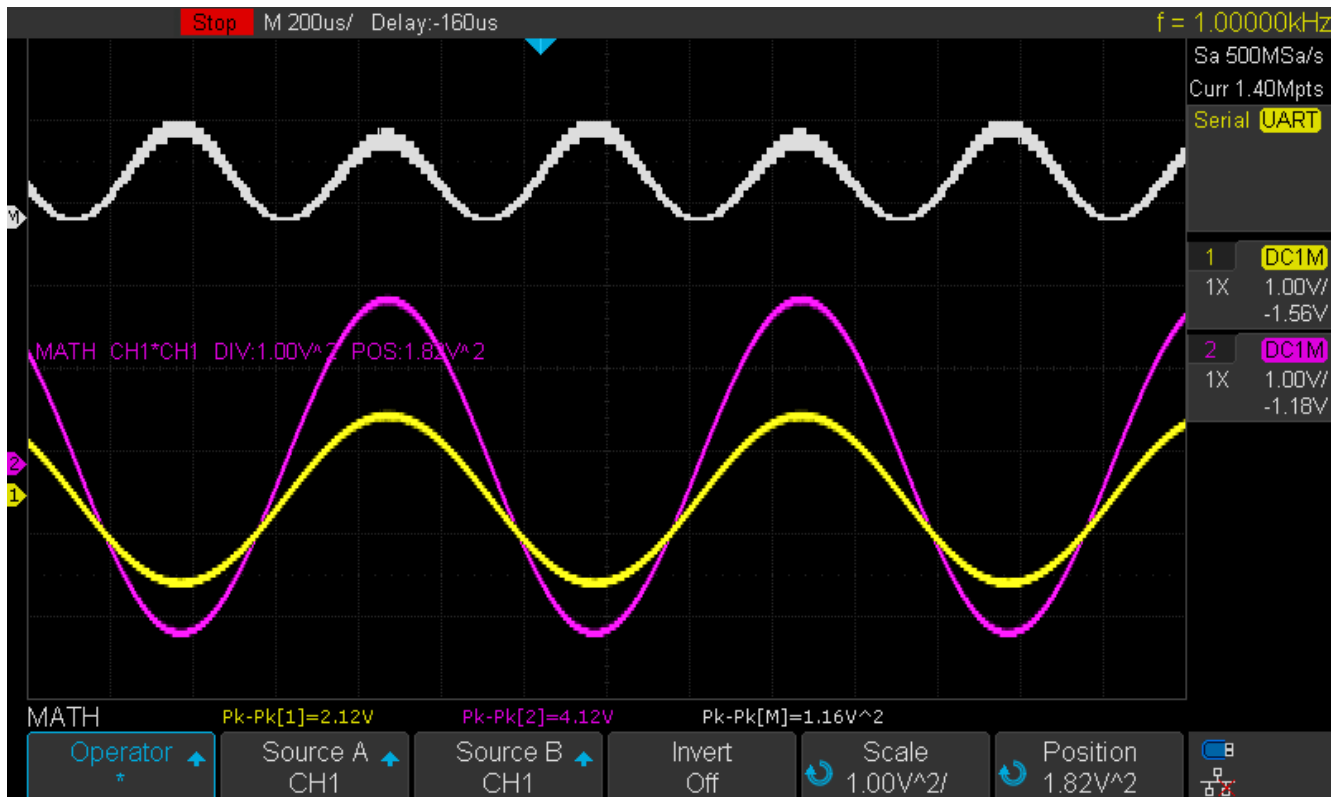 Stop M 200us/ Delay:-160us f = 1.00000kHz
Sa 500MSa/s
Curr 1.40Mpts
Serial UART
M
1 DC1M
1X 1.00V/
-1.56V
MATH CH1*CH1 DIV:1.00V^2 POS:1.82V^2
2 DC1M
1X 1.00V/
-1.18V
2
1
MATH Pk-Pk[1]=2.12V Pk-Pk[2]=4.12V Pk-Pk[M]=1.16V^2
Operator Source A Source B Invert Scale Position
* CH1 CH1 Off 1.00V^2/ 1.82V^2